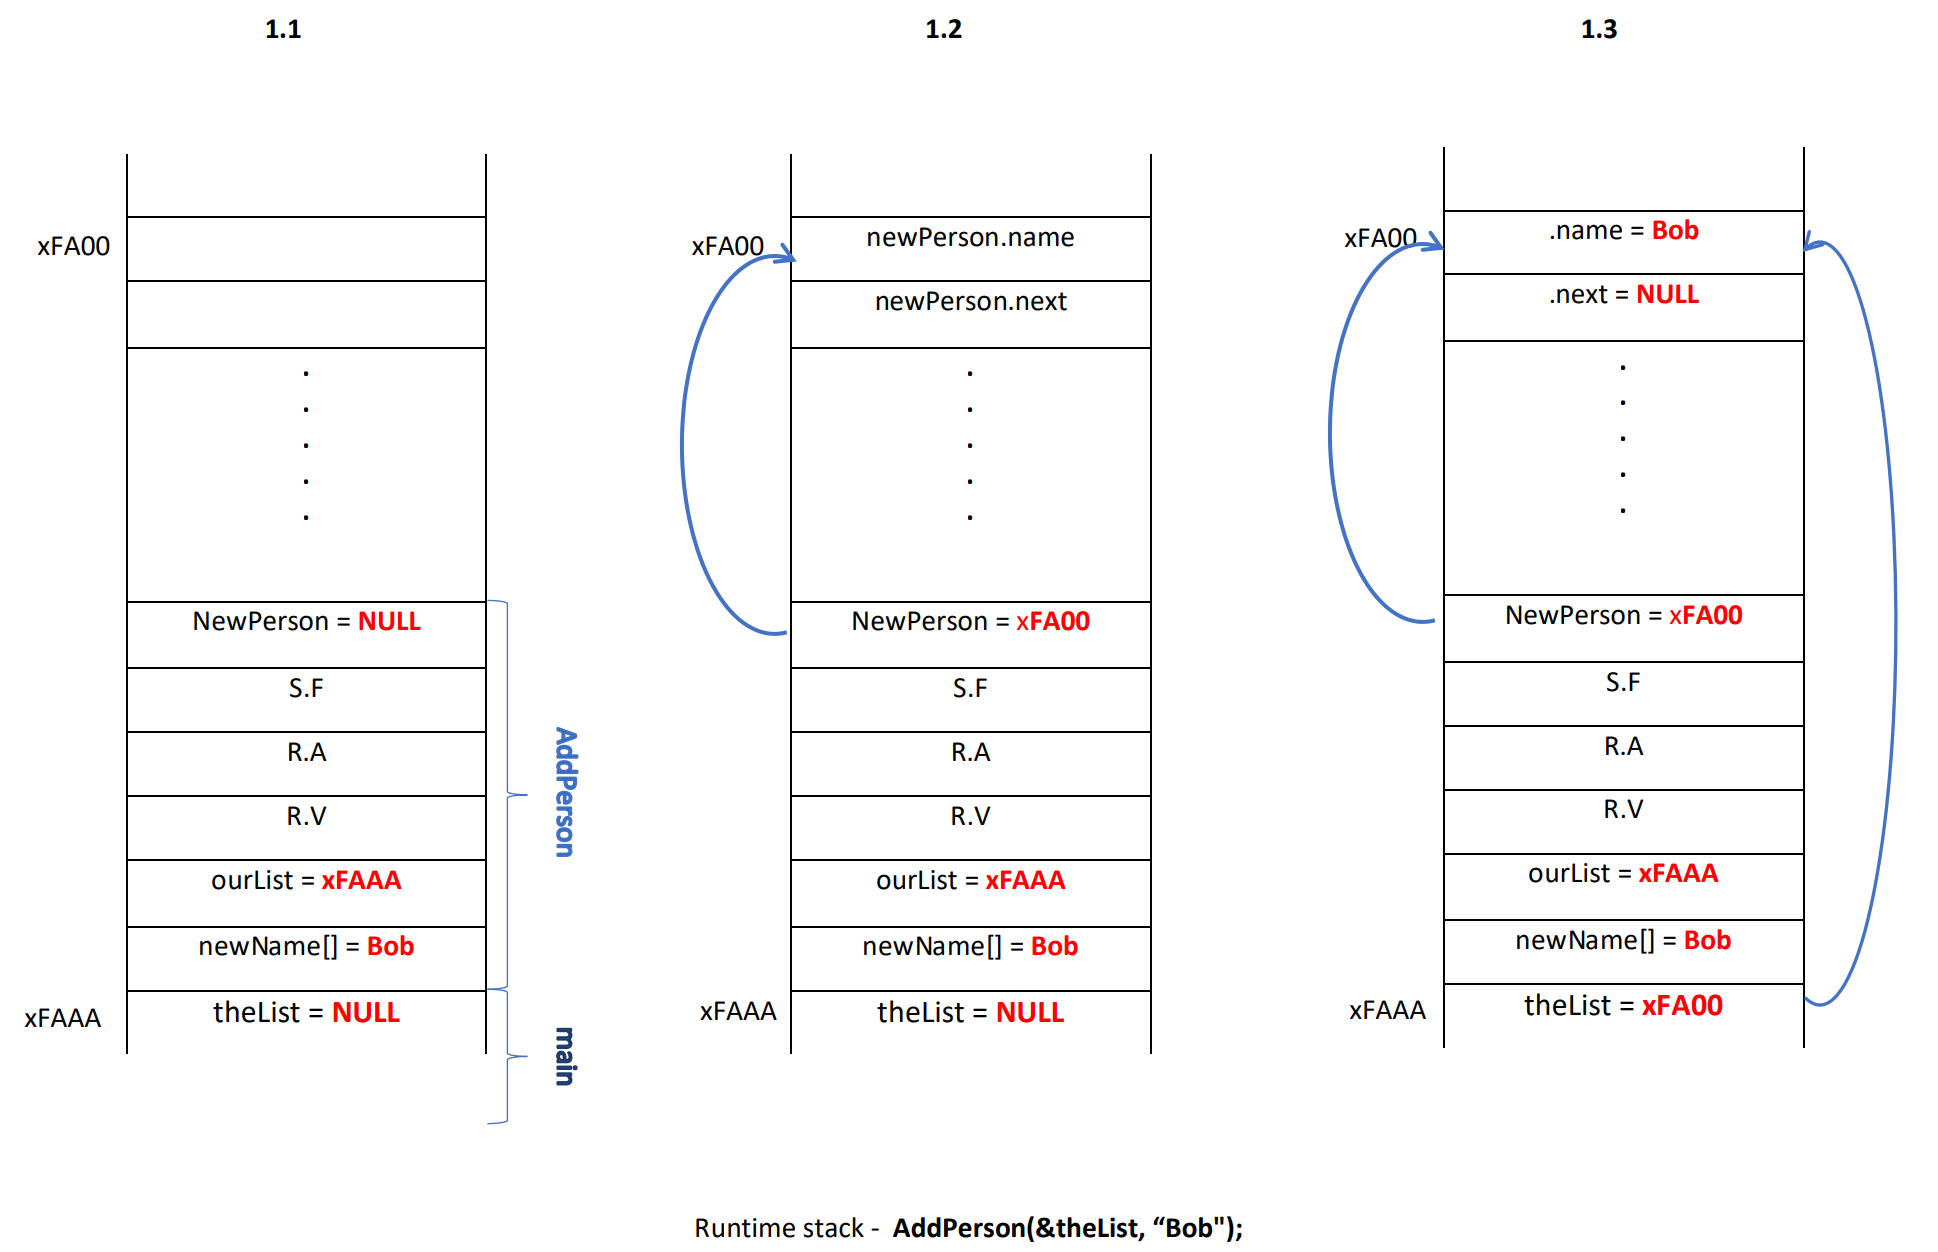 1.1
xFA00
.
.
.
.
.
NewPerson = NULL
S.F
R.A
R.V
ourList = xFAAA
newName[] = Bob
xFAAA
theList = NULL
AddPerson
main
1.2
xFA00
newPerson.name
newPerson.next
.
.
.
.
.
NewPerson = xFA00
S.F
R.A
R.V
ourList = xFAAA
newName[] = Bob
xFAAA
theList = NULL
1.3
xFA00
.name = Bob
.next = NULL
.
.
.
.
.
NewPerson = xFA00
S.F
R.A
R.V
ourList = xFAAA
newName[] = Bob
xFAAA
theList = xFA00
Runtime stack - AddPerson(&theList, “Bob");